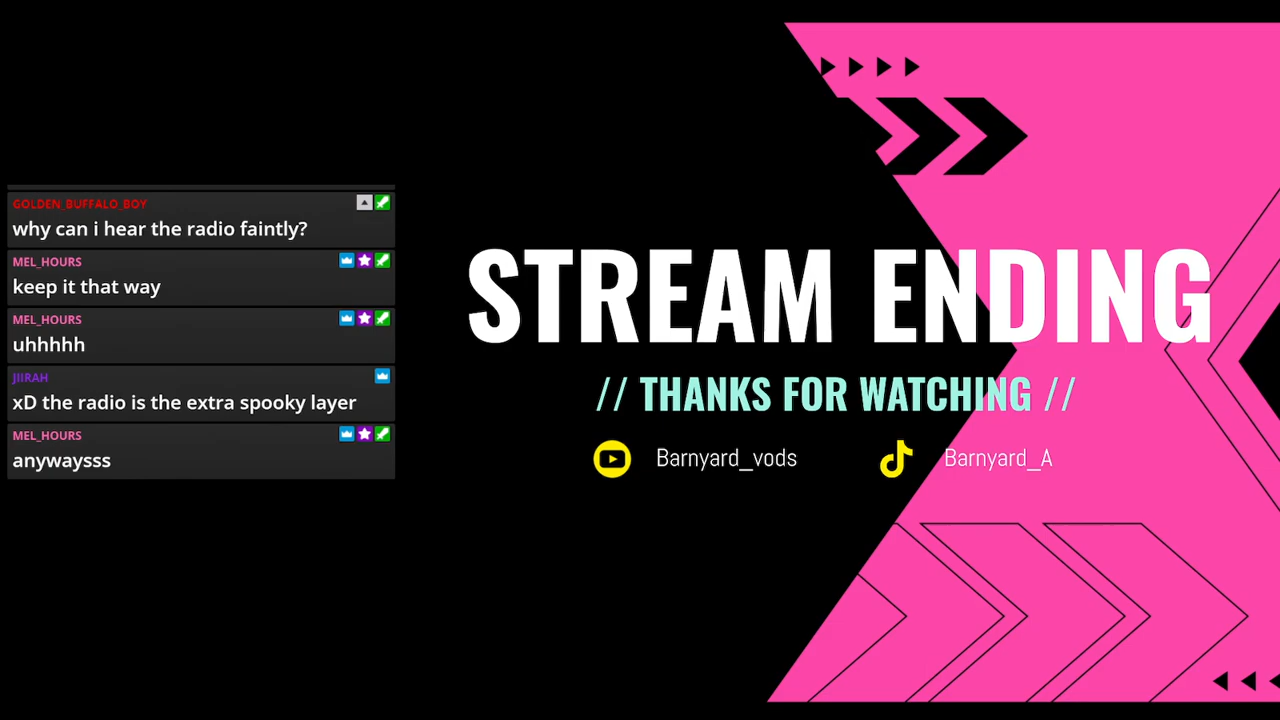 GOLDEN_BUFFALO_BOY
why can i hear the radio faintly?
MEL_HOURS
keep it that way
MEL_HOURS
uhhhhh
JIIRAH
xD the radio is the extra spooky layer
MEL_HOURS
anywaysss
STREAM ENDING
// THANKS FOR WATCHING //
Barnyard_vods
Barnyard_A